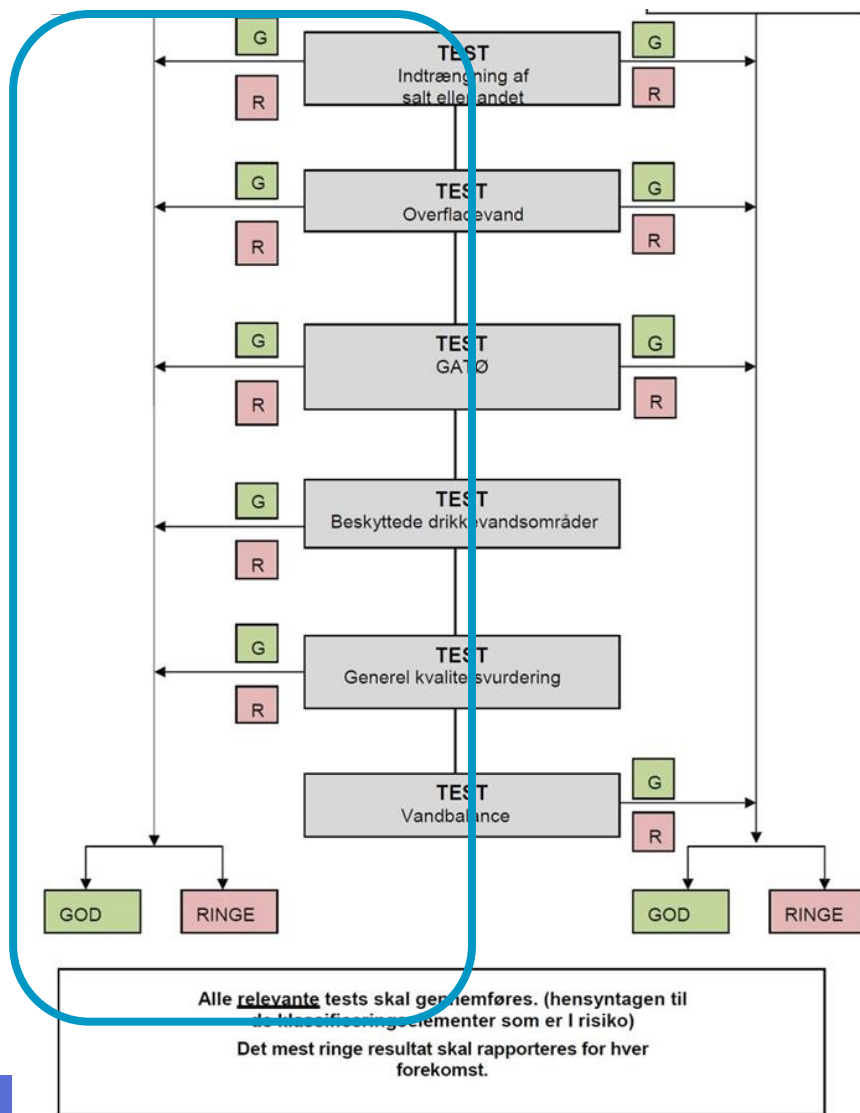 G
TEST
G
Indtrængning af
R
salt eller andet
R
G
TEST
G
Overfladevand
R
R
G
TEST
G
GATØ
R
R
G
TEST
Beskyttede drikkevandsområder
R
G
TEST
Generel kvalitetsvurdering
R
TEST
G
Vandbalance
R
GOD
RINGE
GOD
RINGE
Alle relevante tests skal gennemføres. (hensyntagen til
de klassificeringselementer som er I risiko)
Det mest ringe resultat skal rapporteres for hver
forekomst.